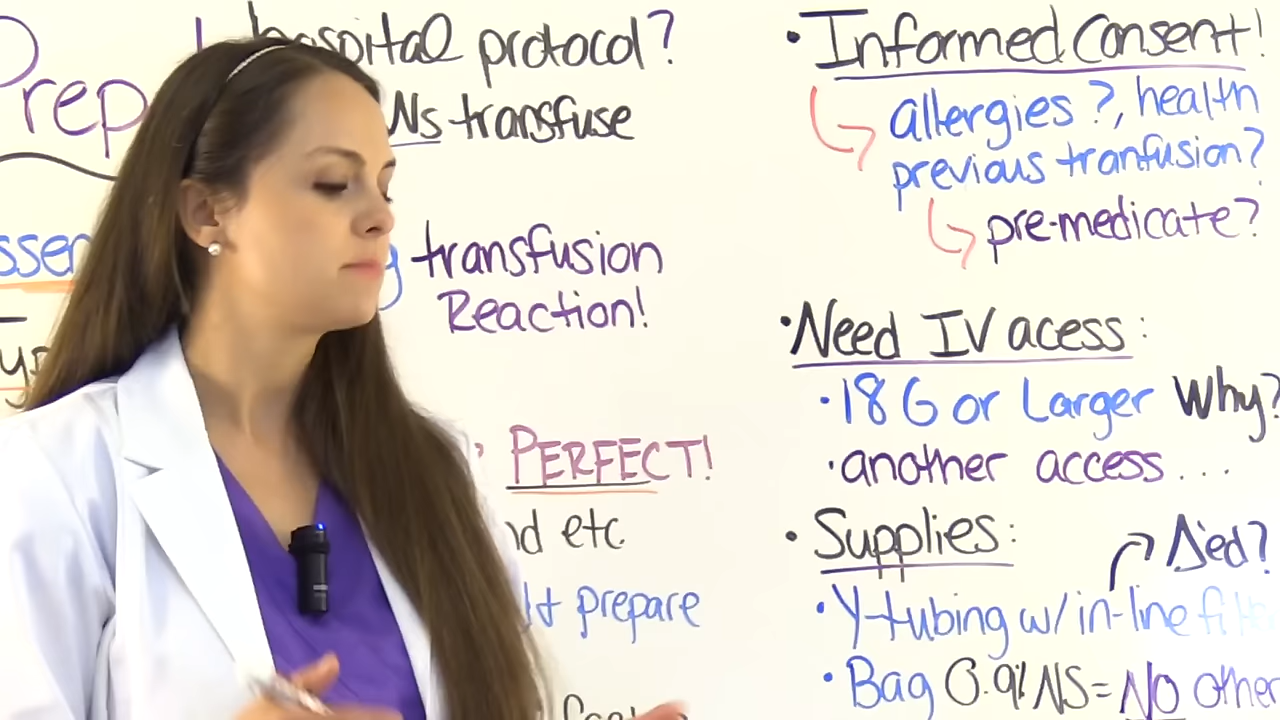 Prep
hospital protocol?
Ns transfuse
transfusion
Reaction!
PERFECT!
etc
prepare
• Informed Consent!
allergies?, health
previous tranfusion?
pre-medicate?
• Need IV acess:
• 18 G or Larger Why?
• another access...
• Supplies:
Δed?
• Y-tubing w/ in-line
• Bag 0.9% NS = NO other